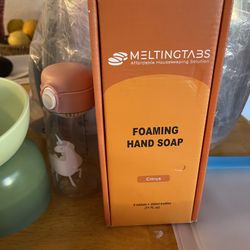 MELTINGTABS
Affordable Housekeeping Solution
FOAMING
HAND SOAP
Citrus